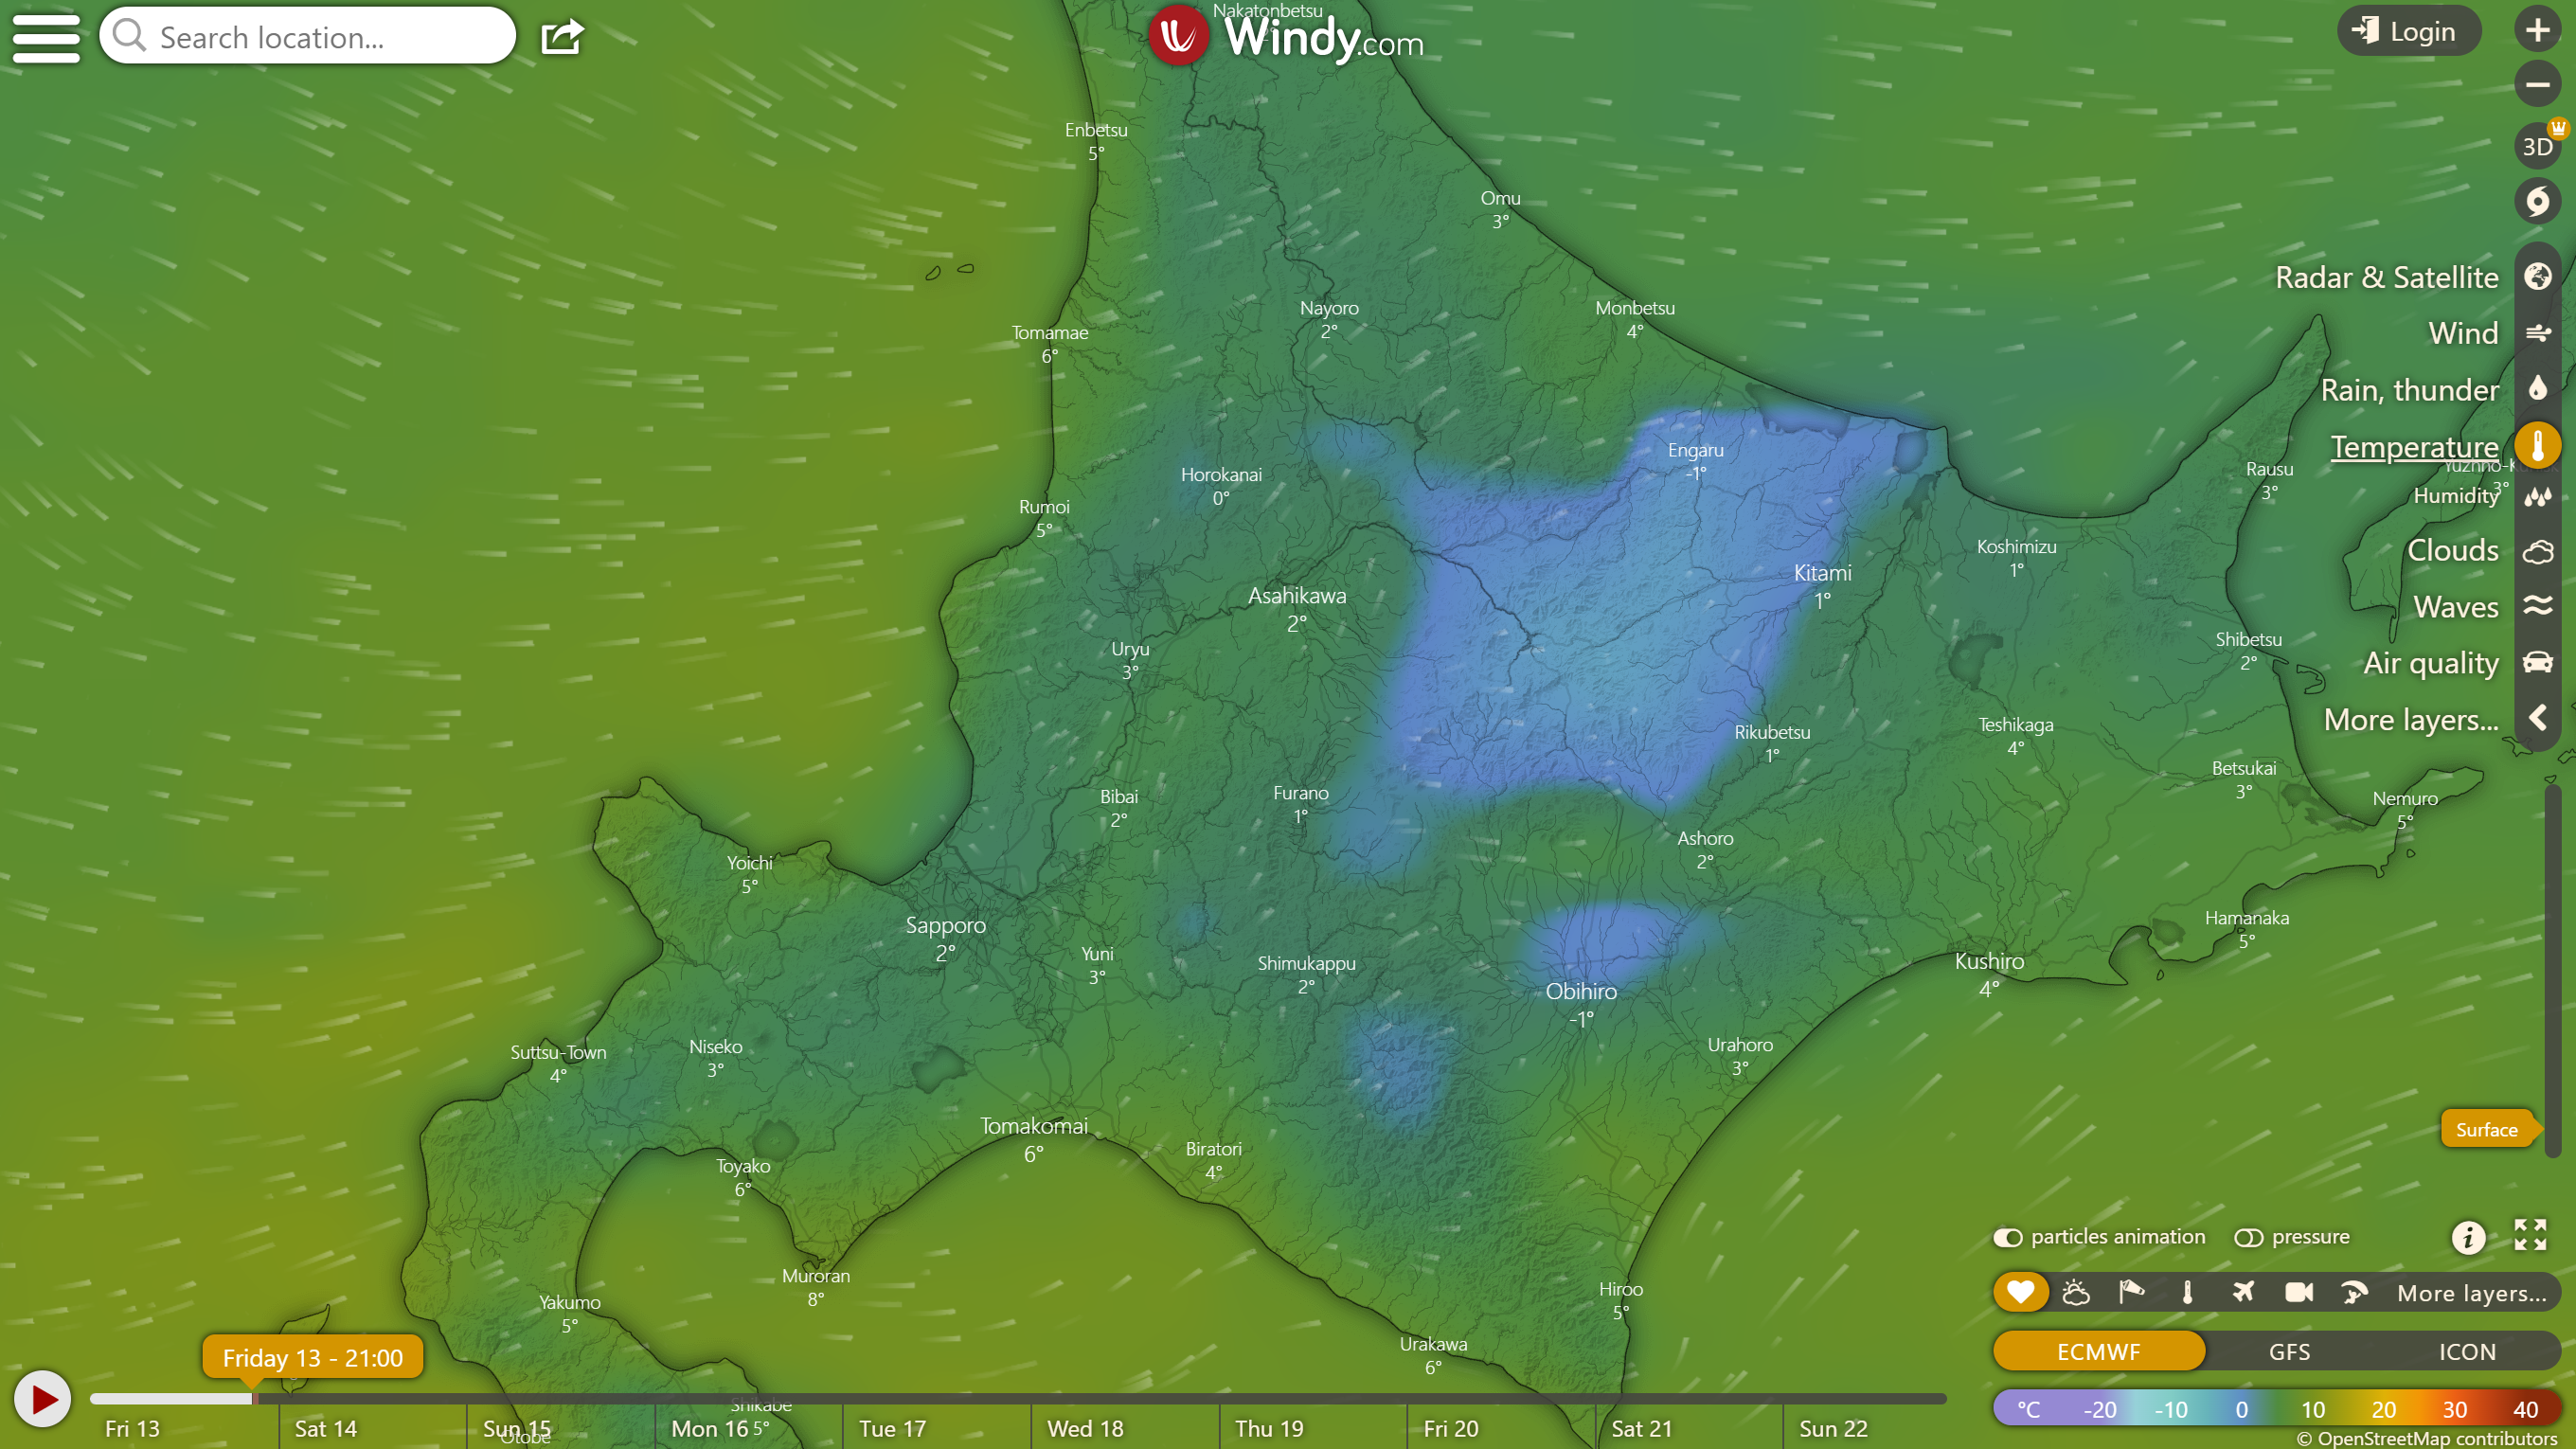 Search location...
Windy.com
Login
3D
Radar & Satellite
Wind
Rain, thunder
Temperature
Humidity
Clouds
Waves
Air quality
More layers...
Nakatonbetsu
Enbetsu
5°
Omu
3°
Nayoro
2°
Monbetsu
4°
Tomamae
6°
Engaru
-1°
Horokanai
0°
Rausu
3°
3°
Rumoi
5°
Koshimizu
1°
Kitami
1°
Asahikawa
2°
Uryu
3°
Shibetsu
2°
Rikubetsu
1°
Teshikaga
4°
Betsukai
3°
Bibai
2°
Furano
1°
Nemuro
5°
Ashoro
2°
Yoichi
5°
Sapporo
2°
Hamanaka
5°
Yuni
3°
Shimukappu
2°
Kushiro
4°
Obihiro
-1°
Suttsu-Town
4°
Niseko
3°
Urahoro
3°
Tomakomai
6°
Biratori
4°
Toyako
6°
Muroran
8°
Hiroo
5°
Yakumo
5°
Urakawa
6°
Shikabe
5°
Otobe
Surface
particles animation
pressure
More layers...
ECMWF GFS ICON
°C -20 -10 0 10 20 30 40
© OpenStreetMap contributors
Friday 13 - 21:00
Fri 13 Sat 14 Sun 15 Mon 16 Tue 17 Wed 18 Thu 19 Fri 20 Sat 21 Sun 22